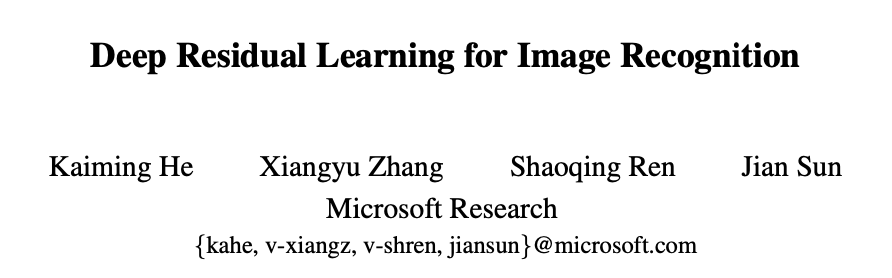 Deep Residual Learning for Image Recognition
Kaiming He Xiangyu Zhang Shaoqing Ren Jian Sun
Microsoft Research
{kahe, v-xiangz, v-shren, jiansun}@microsoft.com